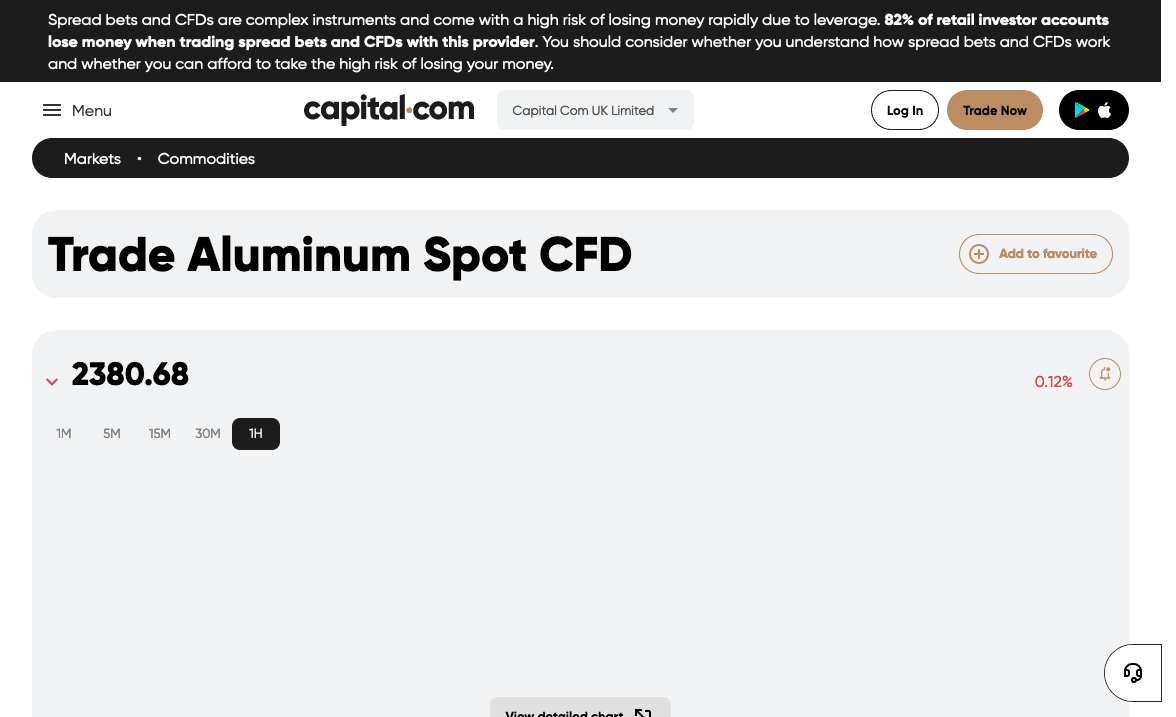 Spread bets and CFDs are complex instruments and come with a high risk of losing money rapidly due to leverage. 82% of retail investor accounts
lose money when trading spread bets and CFDs with this provider. You should consider whether you understand how spread bets and CFDs work
and whether you can afford to take the high risk of losing your money.
Menu
capital.com
Capital Com UK Limited
Log In
Trade Now
Markets • Commodities
Trade Aluminum Spot CFD
Add to favourite
2380.68
0.12%
1M 5M 15M 30M 1H
View detailed chart